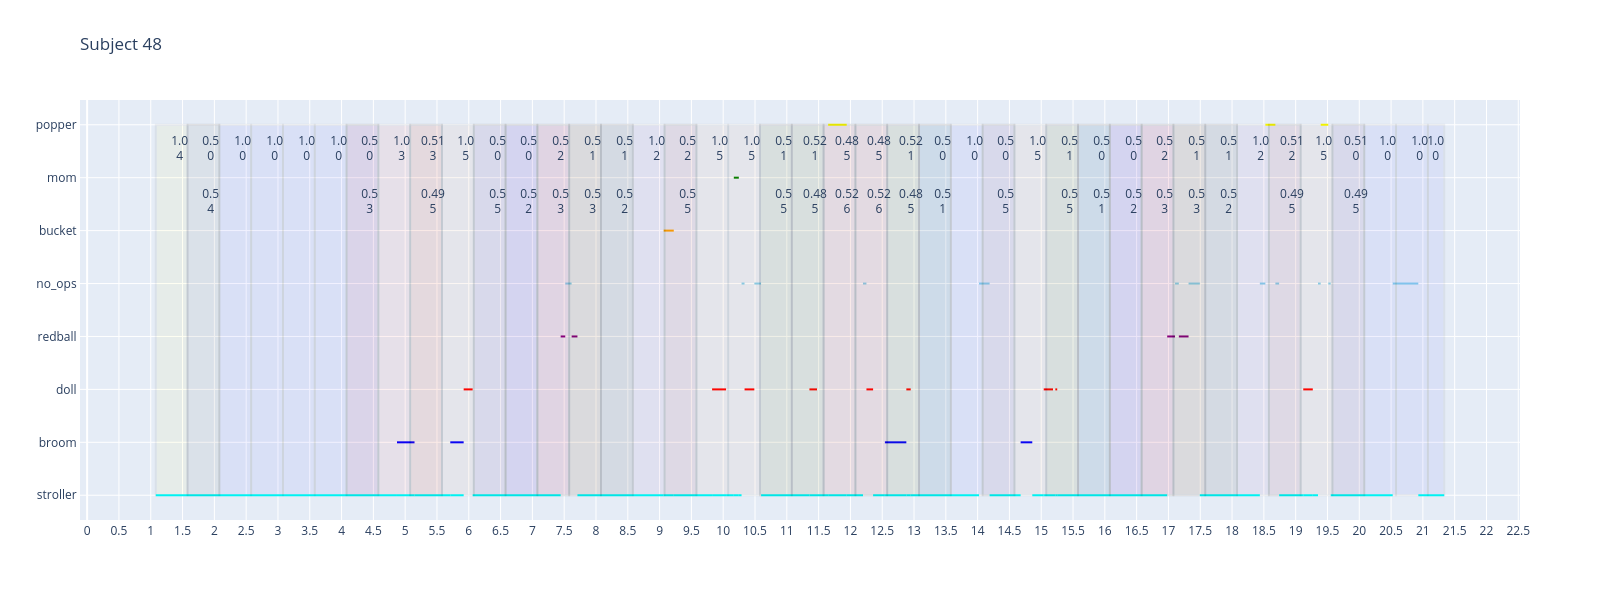 Subject 48
popper
1.0 0.5 1.0 1.0 1.0 1.0 0.5 1.0 0.51 1.0 0.5 0.5 0.5 0.5 0.5 1.0 0.5 1.0 1.0 0.5 0.52 0.48 0.48 0.52 0.5 1.0 0.5 1.0 0.5 0.5 0.5 0.5 0.5 0.5 1.0 0.51 1.0 0.51 1.0 1.0 1.0
4 0 0 0 0 0 0 3 3 5 0 0 2 1 1 2 2 5 5 1 1 5 5 1 0 0 0 5 1 0 0 2 1 1 2 2 5 0 0 0 0
mom
0.5 0.5 0.49 0.5 0.5 0.5 0.5 0.5 0.5 0.5 0.48 0.52 0.52 0.48 0.5 0.5 0.5 0.5 0.5 0.5 0.5 0.5 0.49 0.49
4 3 5 5 2 3 3 2 5 5 5 6 6 5 1 5 5 1 2 3 3 2 5 5
bucket
no_ops
redball
doll
broom
stroller
0 0.5 1 1.5 2 2.5 3 3.5 4 4.5 5 5.5 6 6.5 7 7.5 8 8.5 9 9.5 10 10.5 11 11.5 12 12.5 13 13.5 14 14.5 15 15.5 16 16.5 17 17.5 18 18.5 19 19.5 20 20.5 21 21.5 22 22.5